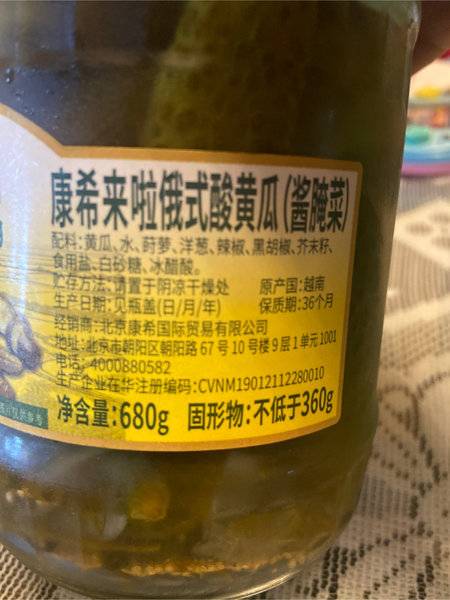 康希来啦俄式酸黄瓜(酱腌菜)
配料:黄瓜、水、莳萝、洋葱、辣椒、黑胡椒、芥末籽、
食用盐、白砂糖、冰醋酸。
贮存方法:请置于阴凉干燥处 原产国:越南
生产日期:见瓶盖(日/月/年) 保质期:36个月
经销商:北京康希国际贸易有限公司
地址:北京市朝阳区朝阳路67号10号楼9层1单元1001
电话:4000880582
生产企业在华注册编码:CVNM19012112280010
净含量:680g 固形物:不低于360g
仅供参考